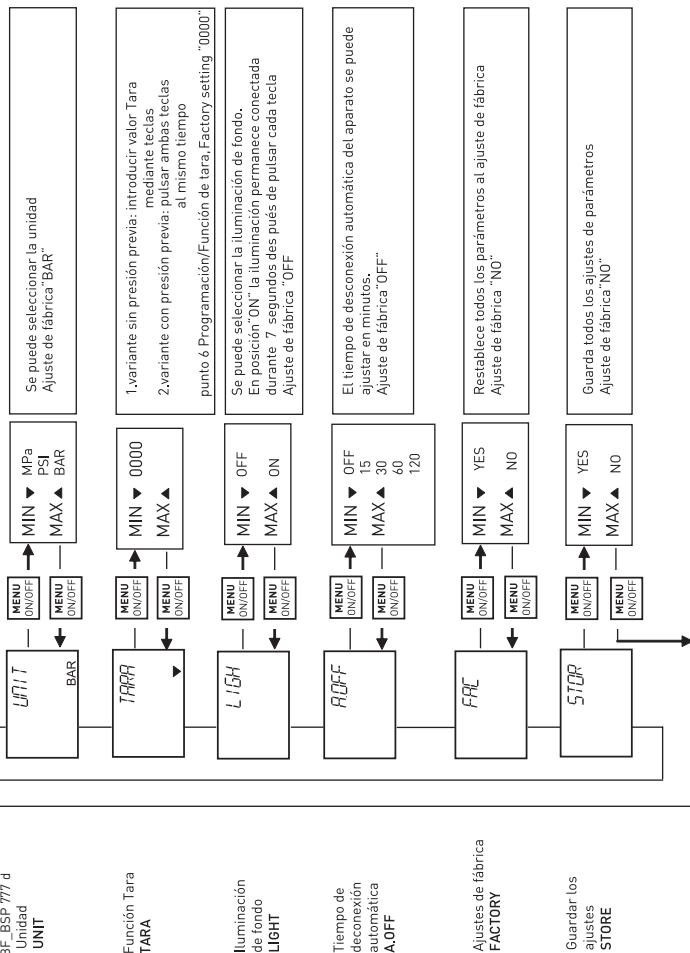 BF_BSP 777 d
Unidad
UNIT
UNIT
BAR
MENU
ON/OFF
MENU
ON/OFF
MIN ▼ MPa
PSI
MAX ▲ BAR
Se puede seleccionar la unidad
Ajuste de fábrica"BAR"
Función Tara
TARA
TARA
▼
MENU
ON/OFF
MENU
ON/OFF
MIN ▼ 0000
MAX ▲
1.variante sin presión previa: introducir valor Tara
mediante teclas
2.variante con presión previa: pulsar ambas teclas
al mismo tiempo
punto 6 Programación/Función de tara, Factory setting "0000"
Iluminación
de fondo
LIGHT
LIGH
MENU
ON/OFF
MENU
ON/OFF
MIN ▼ OFF
MAX ▲ ON
Se puede seleccionar la iluminación de fondo.
En posición"ON" la iluminación permanece conectada
durante 7 segundos des pués de pulsar cada tecla
Ajuste de fábrica "OFF
Tiempo de
deconexión
automática
A.OFF
A.OFF
MENU
ON/OFF
MENU
ON/OFF
MIN ▼ OFF
15
MAX ▲ 30
60
120
El tiempo de desconexión automática del aparato se puede
ajustar en minutos.
Ajuste de fábrica "OFF"
Ajustes de fábrica
FACTORY
FAC
MENU
ON/OFF
MENU
ON/OFF
MIN ▼ YES
MAX ▲ NO
Restablece todos los parámetros al ajuste de fábrica
Ajuste de fábrica "NO"
Guardar los
ajustes
STORE
STOR
MENU
ON/OFF
MENU
ON/OFF
MIN ▼ YES
MAX ▲ NO
Guarda todos los ajustes de parámetros
Ajuste de fábrica "NO"